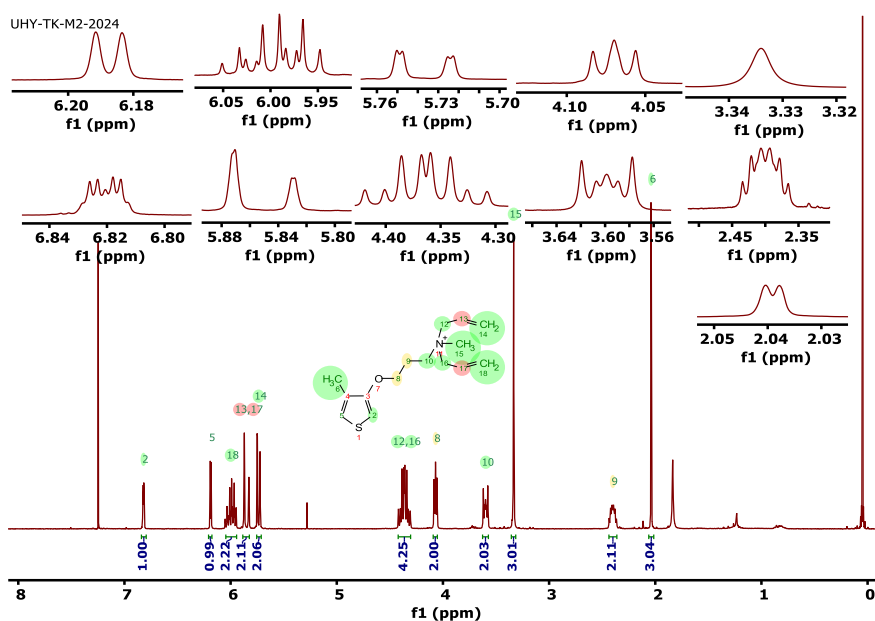 UHY-TK-M2-2024
6.20 6.18
f1 (ppm)
6.05 6.00 5.95
f1 (ppm)
5.76 5.73 5.70
f1 (ppm)
4.10 4.05
f1 (ppm)
3.34 3.33 3.32
f1 (ppm)
6.84 6.82 6.80
f1 (ppm)
5.88 5.84 5.80
f1 (ppm)
4.40 4.35 4.30
f1 (ppm)
3.64 3.60 3.56
f1 (ppm)
2.45 2.35
f1 (ppm)
2.05 2.04 2.03
f1 (ppm)
6
15
12 13 CH2
14
N+
11 CH3
15
9 10 16 17 CH2
18
O
7 8
H3C
6
4 3
5 2
S
1
2 5 18 13,17 14 12,16 8 10 9
1.00 0.99 2.22 2.11 2.06 4.25 2.00 2.03 3.01 2.11 3.04
8 7 6 5 4 3 2 1 0
f1 (ppm)